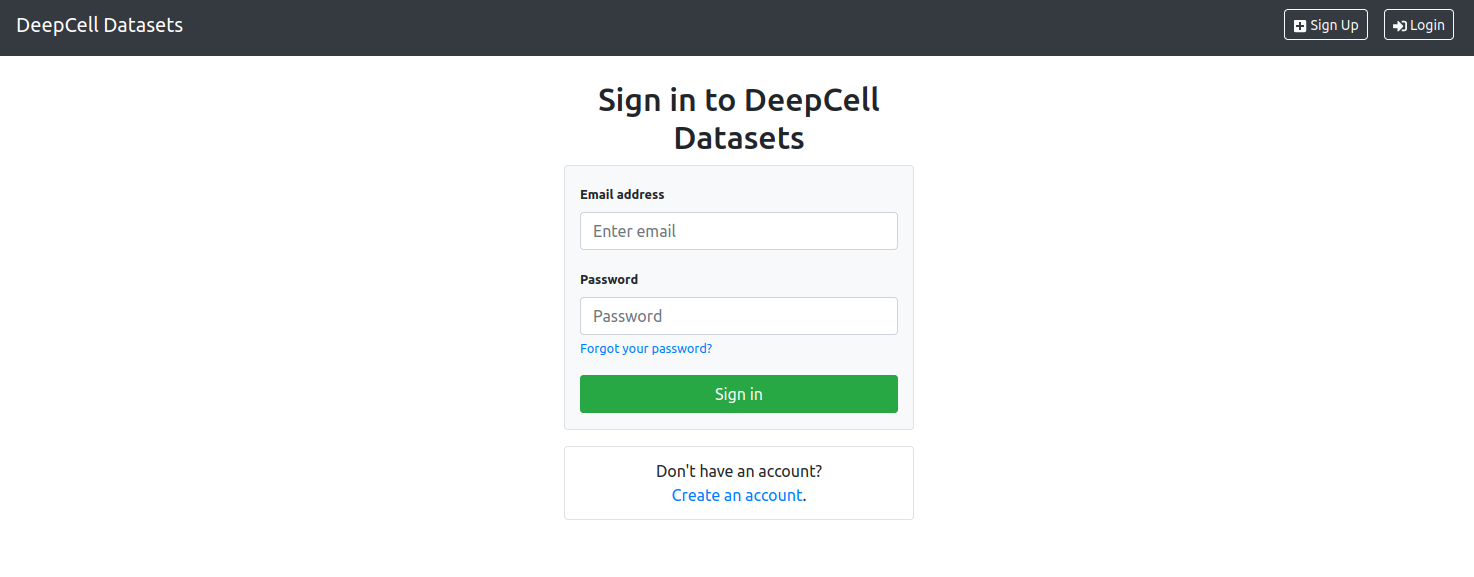 DeepCell Datasets
Sign Up
Login
Sign in to DeepCell
Datasets
Email address
Enter email
Password
Password
Forgot your password?
Sign in
Don't have an account?
Create an account.